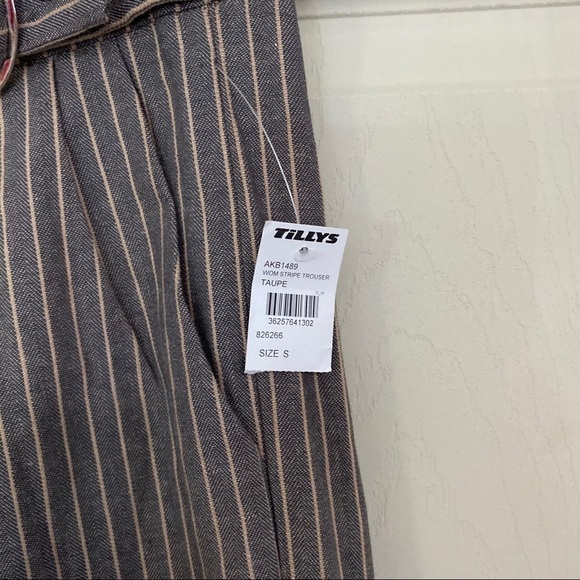 TiLLYS
AKB1489
WOM STRIPE TROUSER
TAUPE
36257641302
826266
SIZE S